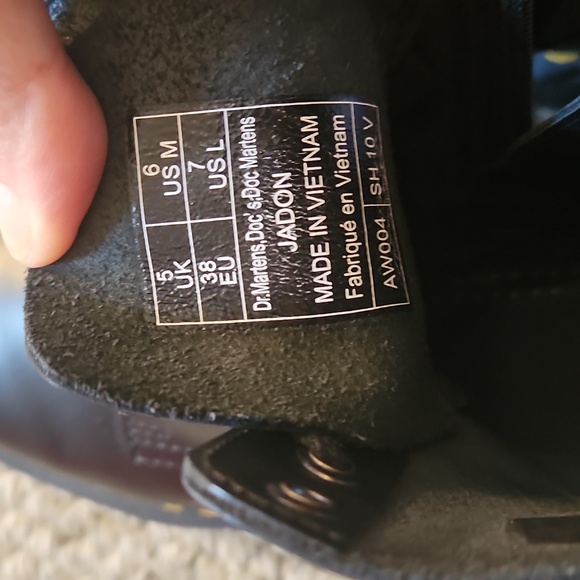 5 6
UK US M
38 7
EU US L
Dr.Martens,Doc's,Doc Martens
JADON
MADE IN VIETNAM
Fabriqué en Vietnam
AW004 SH 10 V